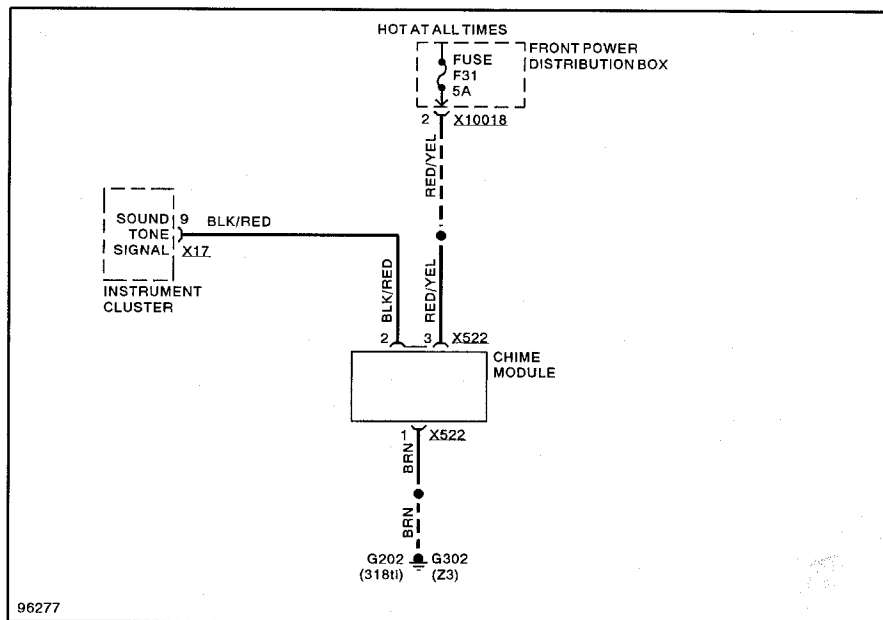 HOT AT ALL TIMES
FUSE
F31
5A
FRONT POWER
DISTRIBUTION BOX
2 X10018
RED/YEL
SOUND
TONE
SIGNAL
9
BLK/RED
X17
INSTRUMENT
CLUSTER
BLK/RED
RED/YEL
2 3 X522
CHIME
MODULE
1 X522
BRN
BRN
G202
(318ti)
G302
(Z3)
96277